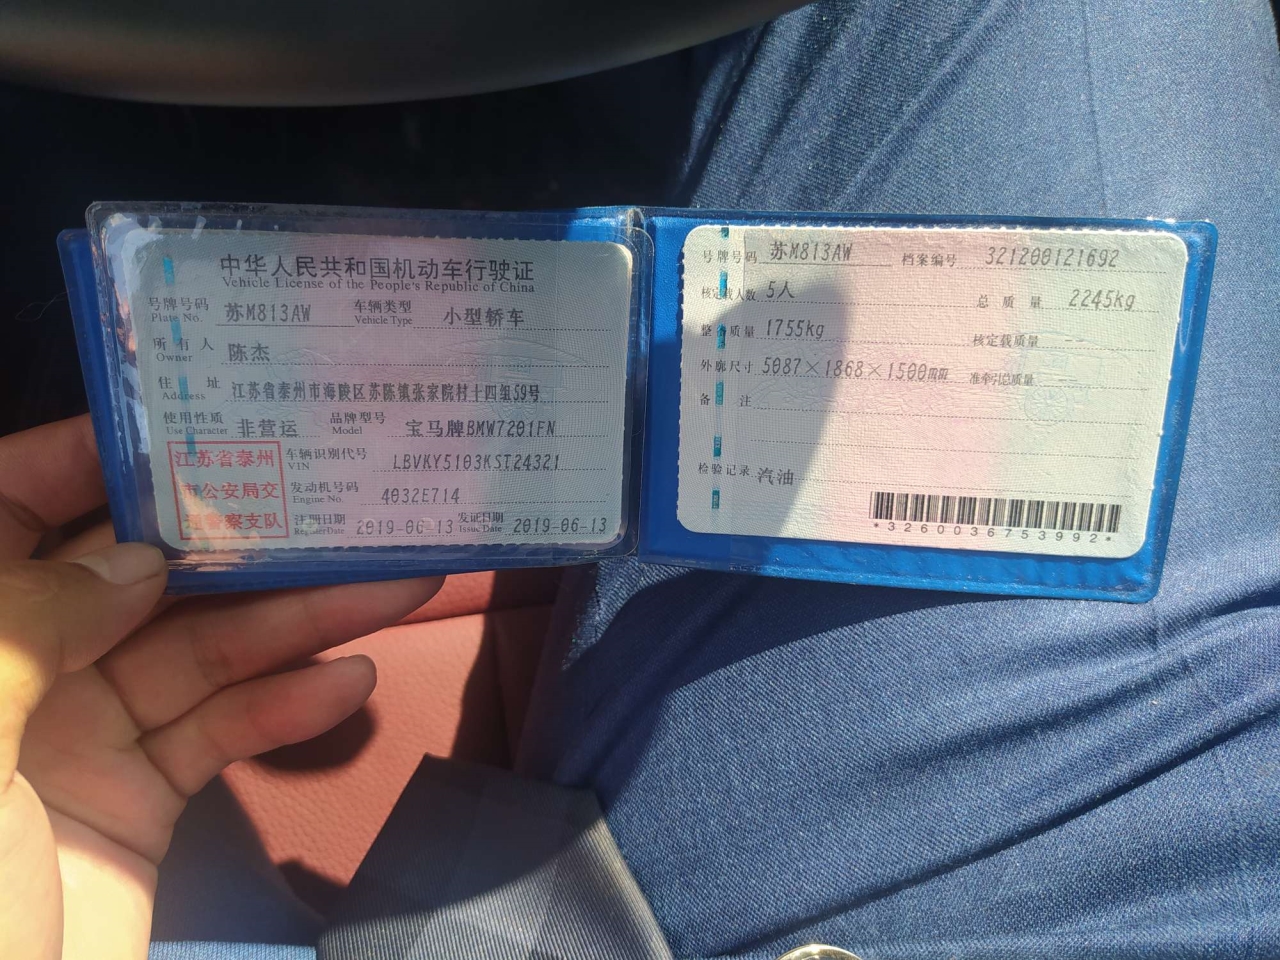 中华人民共和国机动车行驶证
Vehicle License of the People's Republic of China
号牌号码 苏M813AW 车辆类型 小型轿车
Plate No. Vehicle Type
所有人 陈杰
Owner
住址 江苏省泰州市海陵区苏陈镇张家院村十四组59号
Address
使用性质 非营运 品牌型号 宝马牌BMW7201FN
Use Character Model
江苏省泰州
市公安局交
通警察支队
车辆识别代号 LBVKY5103KST24321
VIN
发动机号码 4032E714
Engine No.
注册日期 2019-06-13 发证日期 2019-06-13
Register Date Issue Date
号牌号码 苏M813AW 档案编号 321200121692
核定载人数 5人 总质量 2245kg
整备质量 1755kg 核定载质量 --
外廓尺寸 5087×1868×1500mm 准牵引总质量 --
备注
检验记录 汽油
*3260036753992*